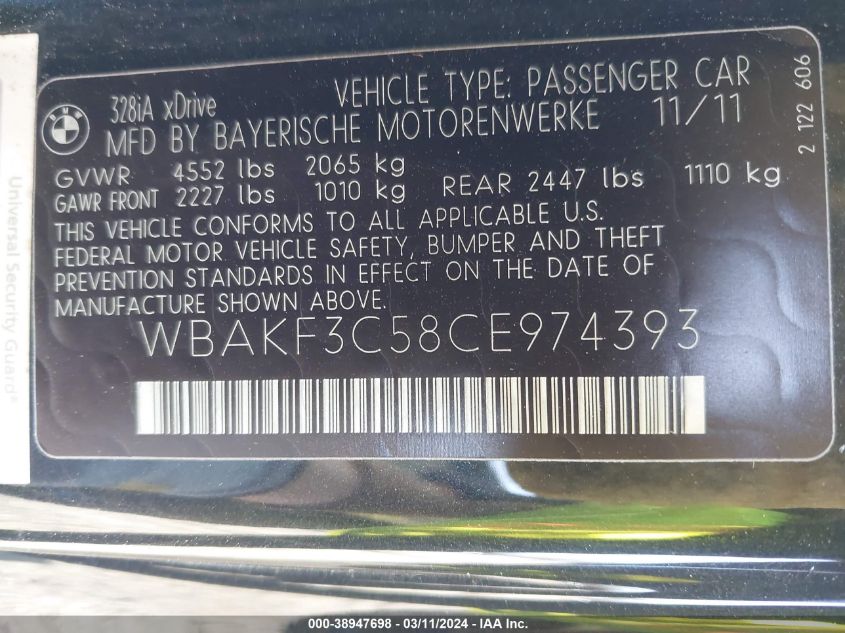 BMW
328iA xDrive VEHICLE TYPE: PASSENGER CAR
MFD BY BAYERISCHE MOTORENWERKE 11/11
GVWR 4552 lbs 2065 kg
GAWR FRONT 2227 lbs 1010 kg REAR 2447 lbs 1110 kg
THIS VEHICLE CONFORMS TO ALL APPLICABLE U.S.
FEDERAL MOTOR VEHICLE SAFETY, BUMPER AND THEFT
PREVENTION STANDARDS IN EFFECT ON THE DATE OF
MANUFACTURE SHOWN ABOVE.
WBAKF3C58CE974393
2 122 606
Universal Security Guard®
000-38947698 - 03/11/2024 - IAA Inc.